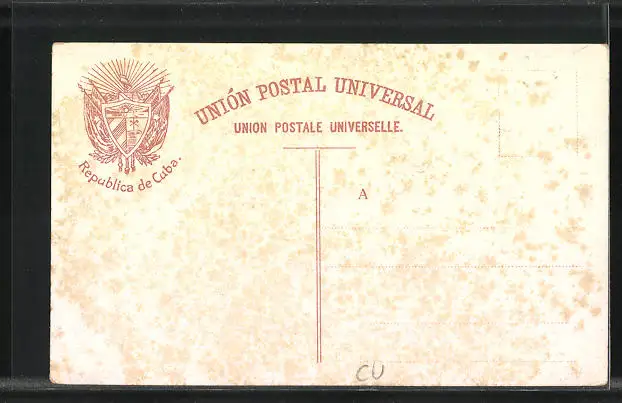 UNIÓN POSTAL UNIVERSAL
UNION POSTALE UNIVERSELLE.
Republica de Cuba.
A
CU